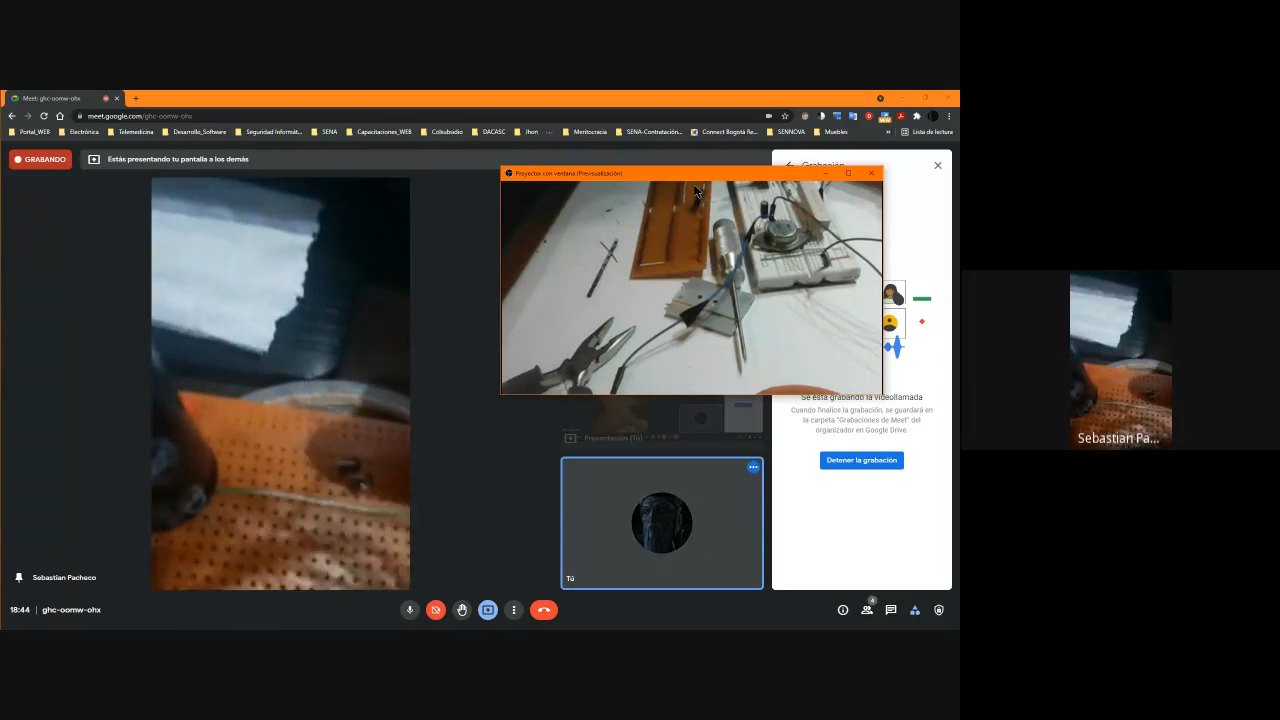 Meet: ghc-oomw-ohx
meet.google.com/ghc-oomw-ohx
Portal_WEB Electrónica Telemedicina Desarrollo_Software Seguridad Informát... SENA Capacitaciones_WEB Colsubsidio DACASC Jhon Meritocracia SENA-Contratación... Connect Bogotá Re... SENNOVA Muebles » Lista de lectura
GRABANDO
Estás presentando tu pantalla a los demás
Grabación
Proyector con ventana (Previsualización)
Se está grabando la videollamada
Cuando finalice la grabación, se guardará en
la carpeta "Grabaciones de Meet" del
organizador en Google Drive.
Detener la grabación
Presentación (Tú)
Tú
Sebastian Pacheco
Sebastian Pa...
18:44 | ghc-oomw-ohx
4